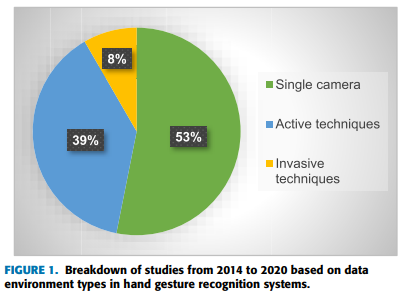 8%
39%
53%
Single camera
Active techniques
Invasive
techniques
FIGURE 1. Breakdown of studies from 2014 to 2020 based on data
environment types in hand gesture recognition systems.